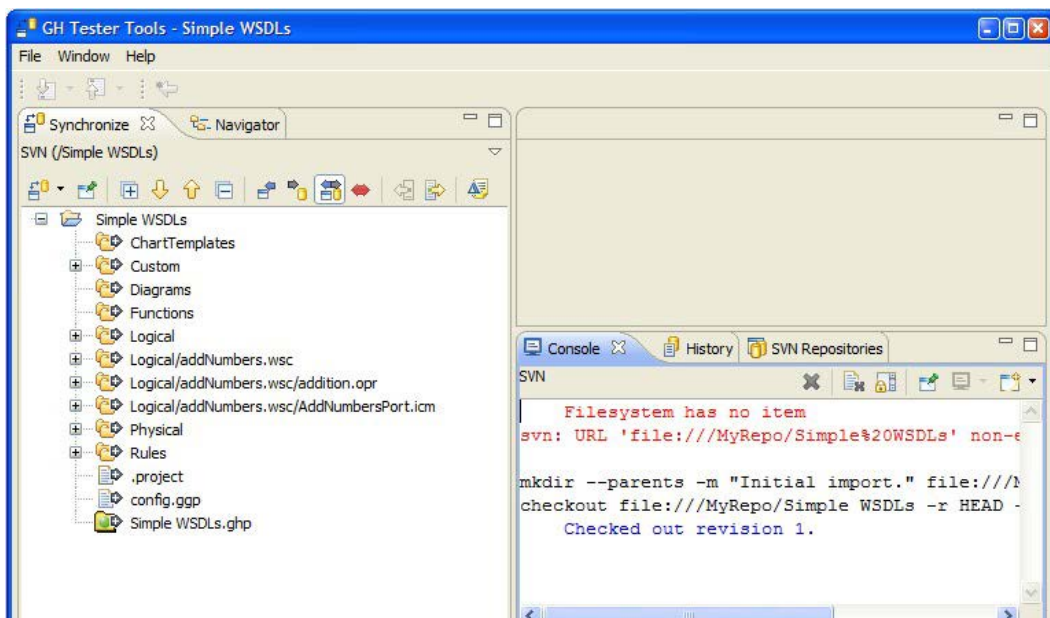 GH Tester Tools - Simple WSDLs
File Window Help
Synchronize Navigator
SVN (/Simple WSDLs)
Simple WSDLs
ChartTemplates
Custom
Diagrams
Functions
Logical
Logical/addNumbers.wsc
Logical/addNumbers.wsc/addition.opr
Logical/addNumbers.wsc/AddNumbersPort.icm
Physical
Rules
.project
config.ggp
Simple WSDLs.ghp
Console History SVN Repositories
SVN
Filesystem has no item
svn: URL 'file:///MyRepo/Simple%20WSDLs' non-e
mkdir --parents -m "Initial import." file:///M
checkout file:///MyRepo/Simple WSDLs -r HEAD -
Checked out revision 1.